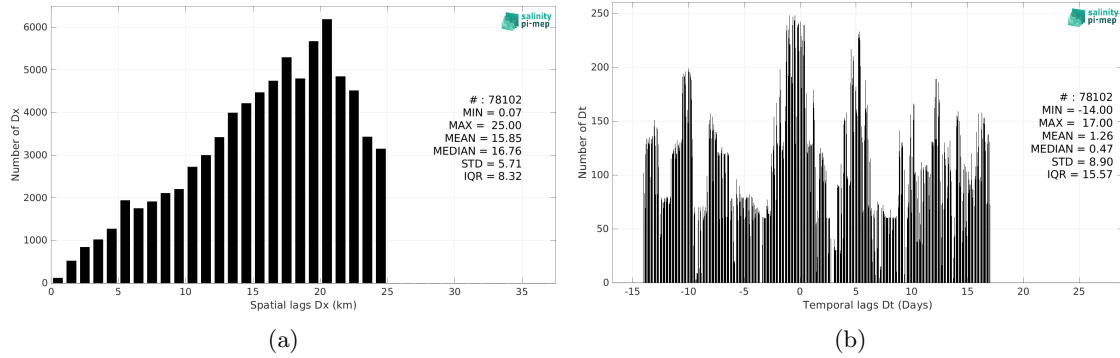 6500
6000
5000
4000
3000
2000
1000
0
Number of Dx
0 5 10 15 20 25 30 35
Spatial lags Dx (km)
salinity
pi-mep
# : 78102
MIN = 0.07
MAX = 25.00
MEAN = 15.85
MEDIAN = 16.76
STD = 5.71
IQR = 8.32
(a)
250
200
150
100
50
0
Number of Dt
-15 -10 -5 0 5 10 15 20 25
Temporal lags Dt (Days)
salinity
pi-mep
# : 78102
MIN = -14.00
MAX = 17.00
MEAN = 1.26
MEDIAN = 0.47
STD = 8.90
IQR = 15.57
(b)